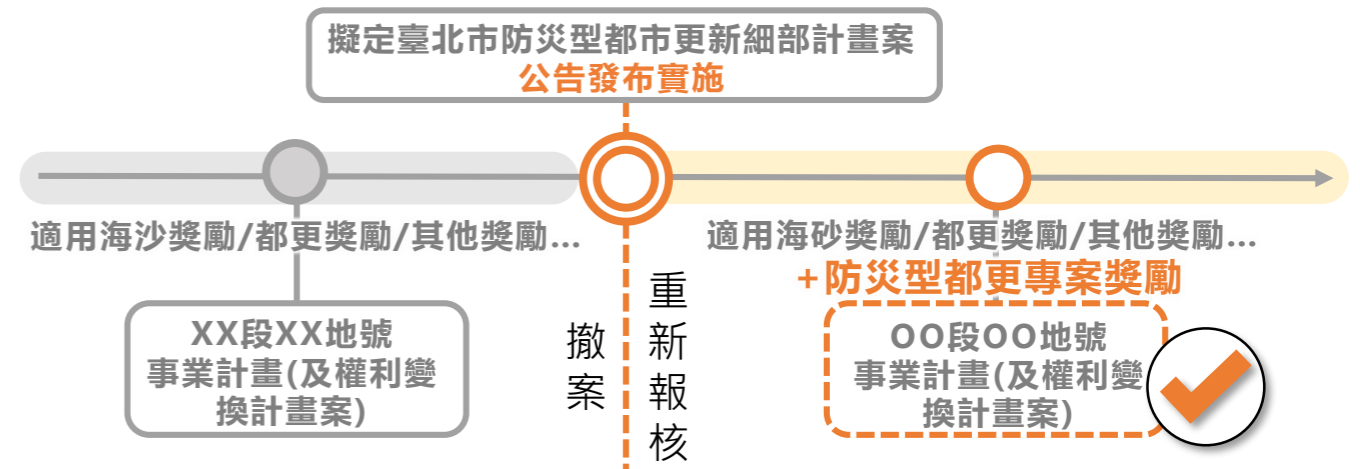 擬定臺北市防災型都市更新細部計畫案
公告發布實施
適用海沙獎勵/都更獎勵/其他獎勵...
XX段XX地號
事業計畫(及權利變
換計畫案)
撤案
重新報核
適用海砂獎勵/都更獎勵/其他獎勵...
+防災型都更專案獎勵
OO段OO地號
事業計畫(及權利變
換計畫案)